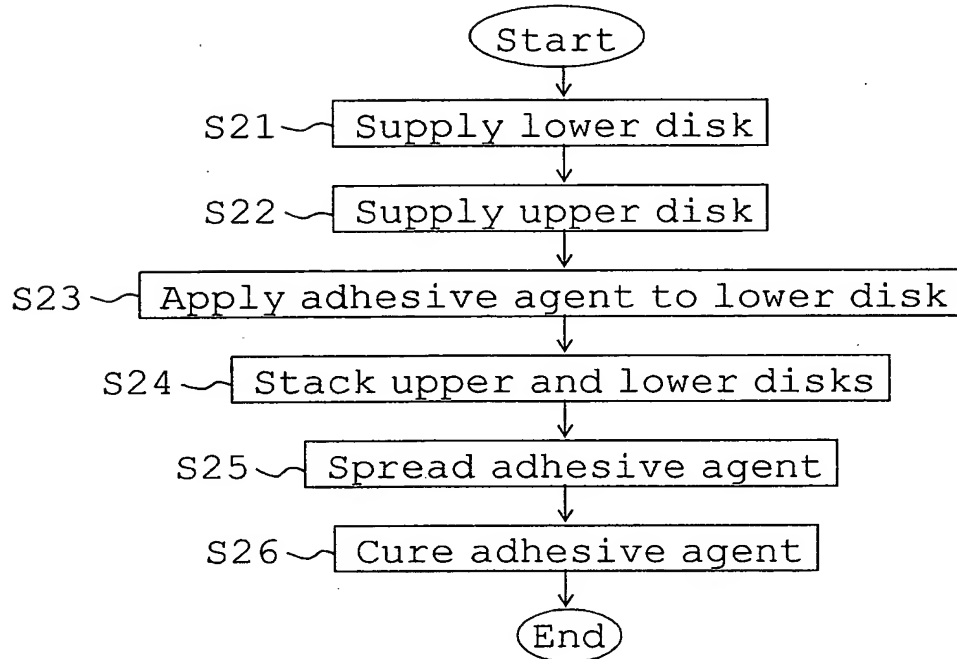 Start
S21 Supply lower disk
S22 Supply upper disk
S23 Apply adhesive agent to lower disk
S24 Stack upper and lower disks
S25 Spread adhesive agent
S26 Cure adhesive agent
End